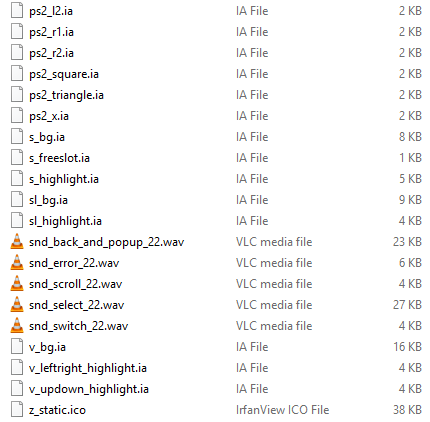 ps2_l2.ia IA File 2 KB
ps2_r1.ia IA File 2 KB
ps2_r2.ia IA File 2 KB
ps2_square.ia IA File 2 KB
ps2_triangle.ia IA File 2 KB
ps2_x.ia IA File 2 KB
s_bg.ia IA File 8 KB
s_freeslot.ia IA File 1 KB
s_highlight.ia IA File 5 KB
sl_bg.ia IA File 9 KB
sl_highlight.ia IA File 4 KB
snd_back_and_popup_22.wav VLC media file 23 KB
snd_error_22.wav VLC media file 6 KB
snd_scroll_22.wav VLC media file 4 KB
snd_select_22.wav VLC media file 27 KB
snd_switch_22.wav VLC media file 4 KB
v_bg.ia IA File 16 KB
v_leftright_highlight.ia IA File 4 KB
v_updown_highlight.ia IA File 4 KB
z_static.ico IrfanView ICO File 38 KB